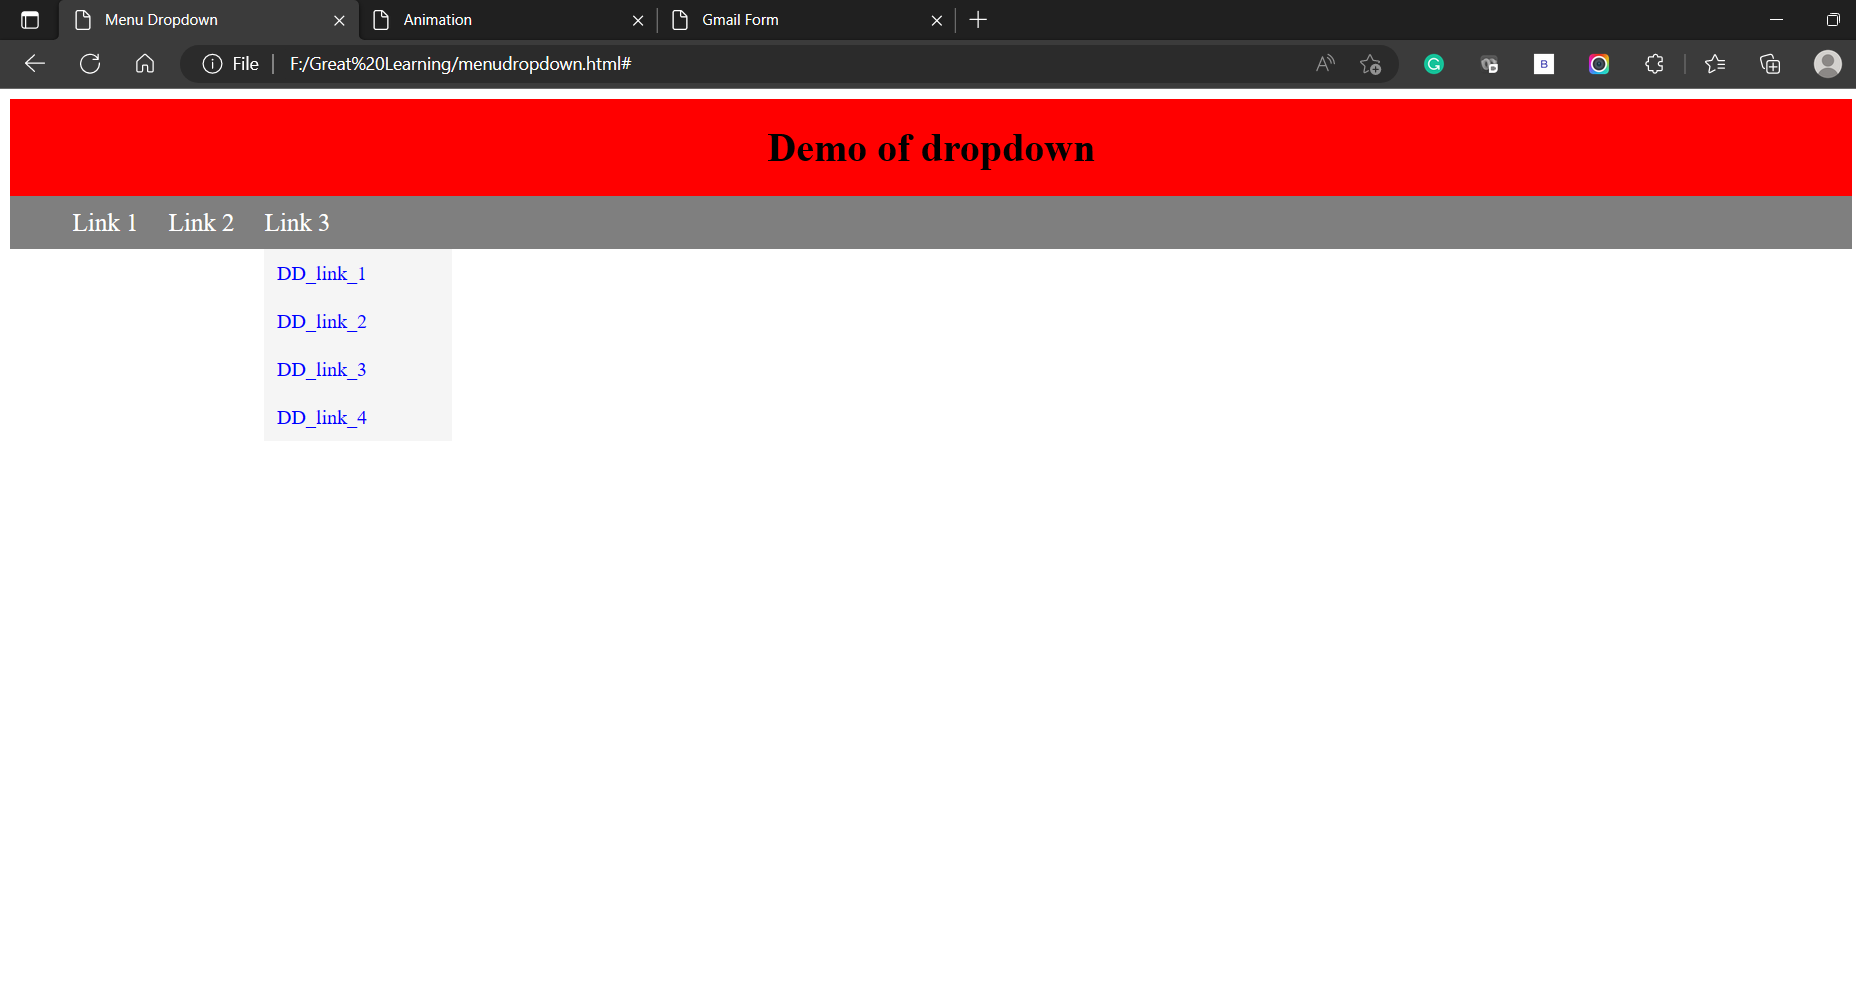 Menu Dropdown Animation Gmail Form
File F:/Great%20Learning/menudropdown.html#
B
Demo of dropdown
Link 1 Link 2 Link 3
DD_link_1
DD_link_2
DD_link_3
DD_link_4